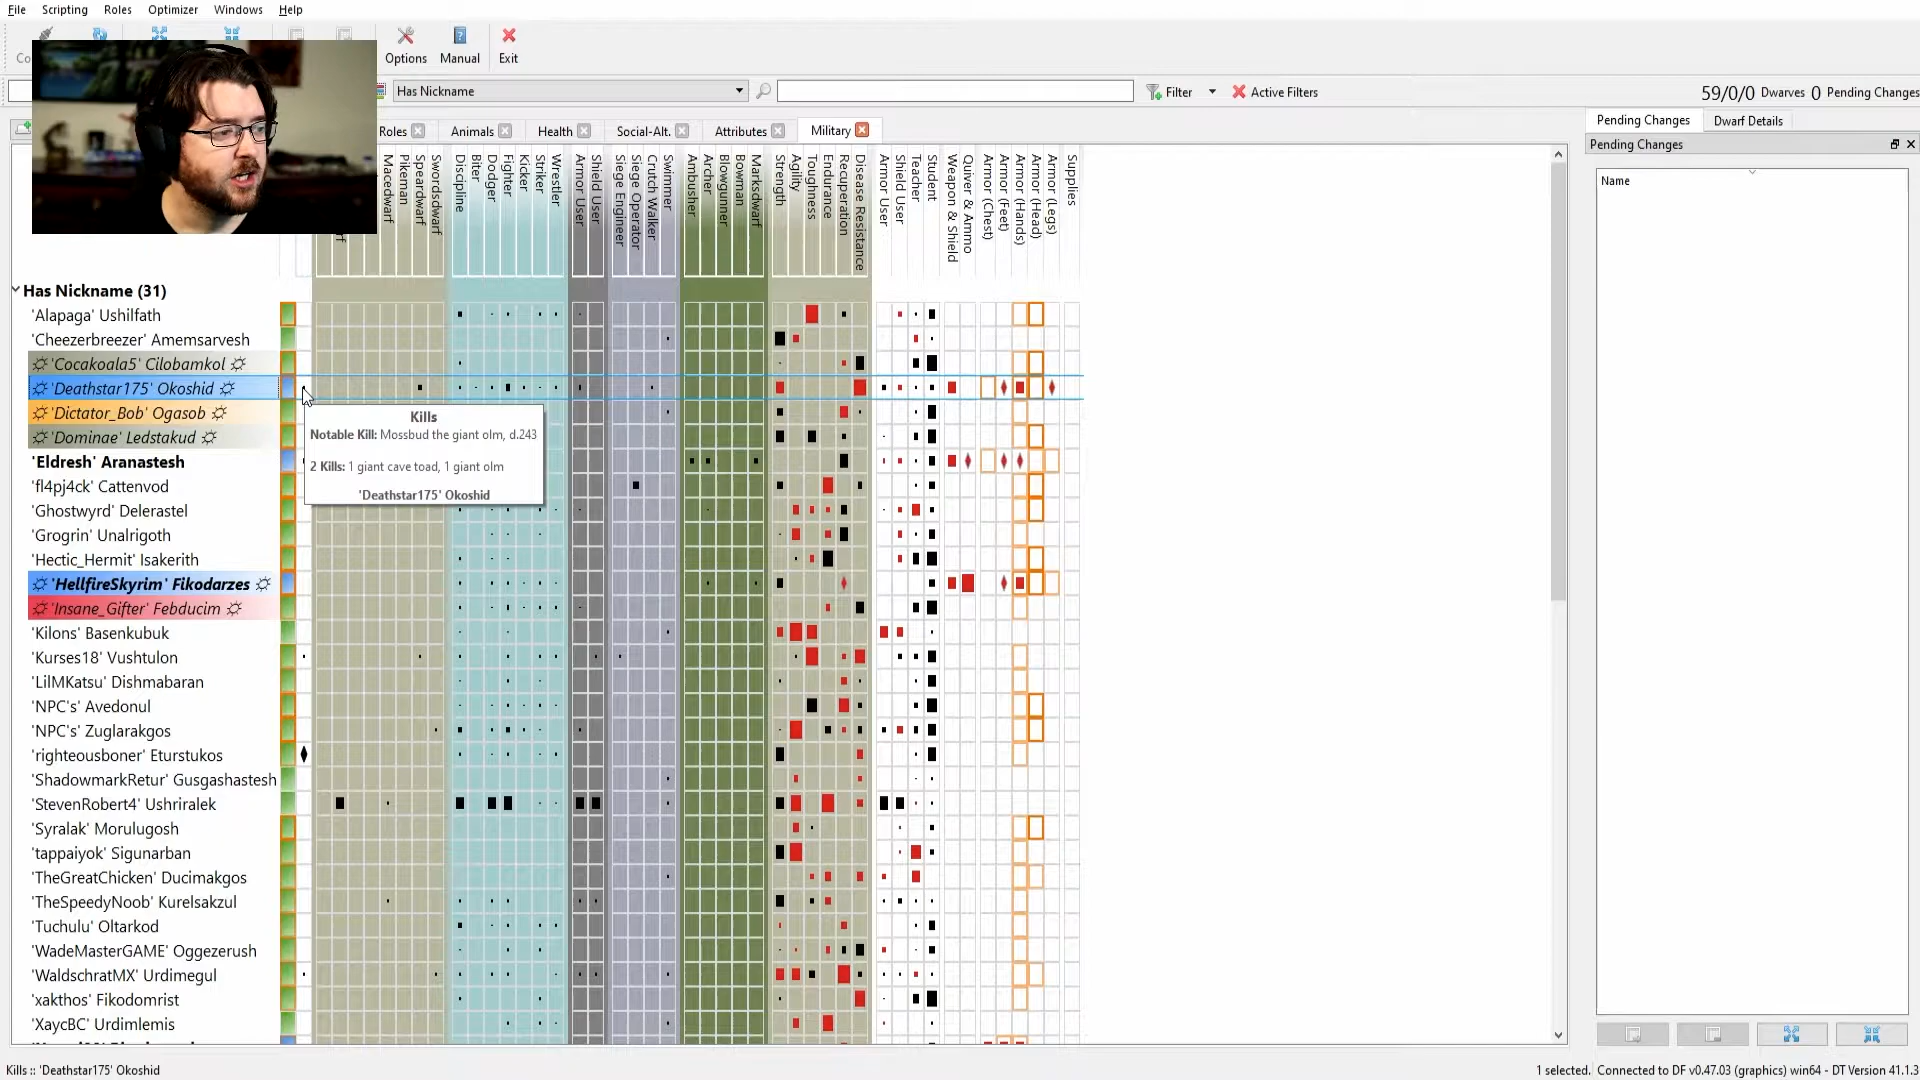 File Scripting Roles Optimizer Windows Help
Options Manual Exit
Has Nickname Filter Active Filters 59/0/0 Dwarves 0 Pending Changes
Roles Animals Health Social-Alt. Attributes Military
Pending Changes Dwarf Details
Pending Changes
Name
Macedwarf
Pikeman
Speardwarf
Swordsdwarf
Discipline
Biter
Dodger
Fighter
Kicker
Striker
Wrestler
Armor User
Shield User
Siege Engineer
Siege Operator
Crutch Walker
Swimmer
Ambusher
Archer
Blowgunner
Bowman
Marksdwarf
Strength
Agility
Toughness
Endurance
Recuperation
Disease Resistance
Armor User
Shield User
Teacher
Student
Weapon & Shield
Quiver & Ammo
Armor (Chest)
Armor (Feet)
Armor (Hands)
Armor (Head)
Armor (Legs)
Supplies
Has Nickname (31)
'Alapaga' Ushilfath
'Cheezerbreezer' Amemsarvesh
'Cocakoala5' Cilobamkol
'Deathstar175' Okoshid
'Dictator_Bob' Ogasob
'Dominae' Ledstakud
'Eldresh' Aranastesh
'fl4pj4ck' Cattenvod
'Ghostwyrd' Delerastel
'Grogrin' Unalrigoth
'Hectic_Hermit' Isakerith
'HellfireSkyrim' Fikodarzes
'Insane_Gifter' Febducim
'Kilons' Basenkubuk
'Kurses18' Vushtulon
'LilMKatsu' Dishmabaran
'NPC's' Avedonul
'NPC's' Zuglarakgos
'righteousboner' Eturstukos
'ShadowmarkRetur' Gusgashastesh
'StevenRobert4' Ushriralek
'Syralak' Morulugosh
'tappaiyok' Sigunarban
'TheGreatChicken' Ducimakgos
'TheSpeedyNoob' Kurelsakzul
'Tuchulu' Oltarkod
'WadeMasterGAME' Oggezerush
'WaldschratMX' Urdimegul
'xakthos' Fikodomrist
'XaycBC' Urdimlemis
Kills
Notable Kill: Mossbud the giant olm, d.243
2 Kills: 1 giant cave toad, 1 giant olm
'Deathstar175' Okoshid
Kills :: 'Deathstar175' Okoshid
1 selected. Connected to DF v0.47.03 (graphics) win64 - DT Version 41.1.3